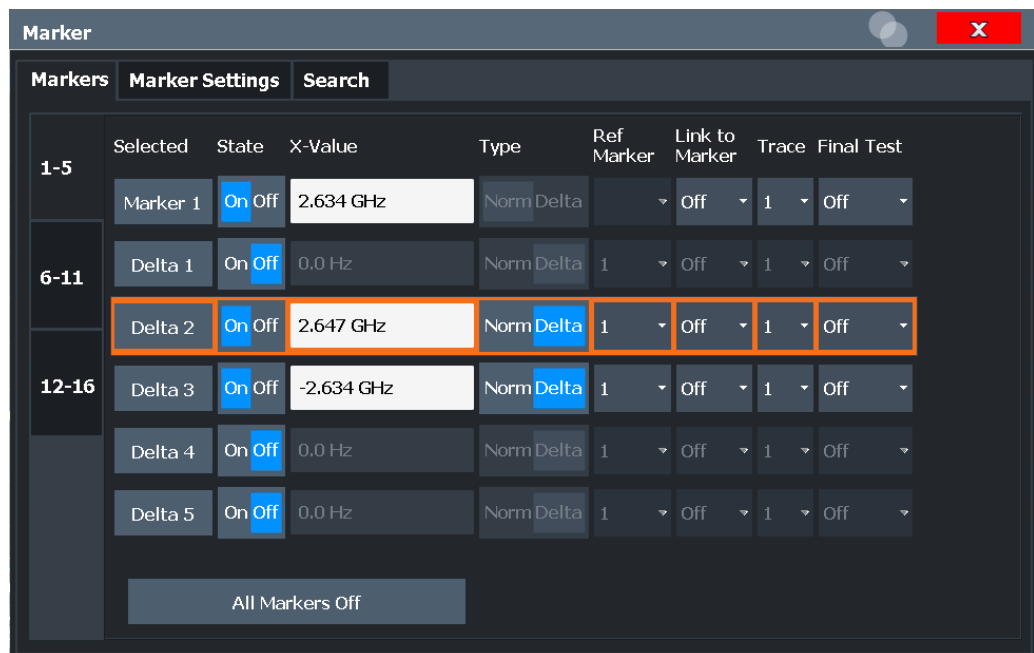 Marker X
Markers Marker Settings Search
Selected State X-Value Type Ref Marker Link to Marker Trace Final Test
1-5
Marker 1 On Off 2.634 GHz Norm Delta Off 1 Off
Delta 1 On Off 0.0 Hz Norm Delta 1 Off 1 Off
6-11
Delta 2 On Off 2.647 GHz Norm Delta 1 Off 1 Off
12-16
Delta 3 On Off -2.634 GHz Norm Delta 1 Off 1 Off
Delta 4 On Off 0.0 Hz Norm Delta 1 Off 1 Off
Delta 5 On Off 0.0 Hz Norm Delta 1 Off 1 Off
All Markers Off